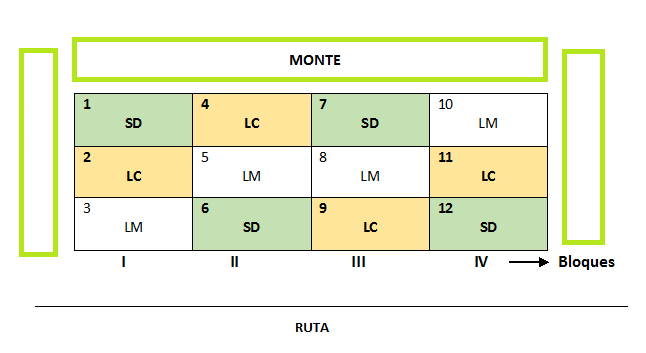 MONTE
1 4 7 10
SD LC SD LM
2 5 8 11
LC LM LM LC
3 6 9 12
LM SD LC SD
I II III IV Bloques
RUTA